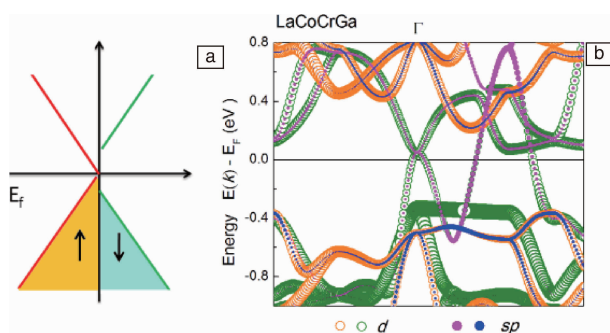 a
E_f
↑ ↓
LaCoCrGa
Γ
b
Energy E(k) - E_F (eV)
0.8
0.4
0.0
-0.4
-0.8
d sp